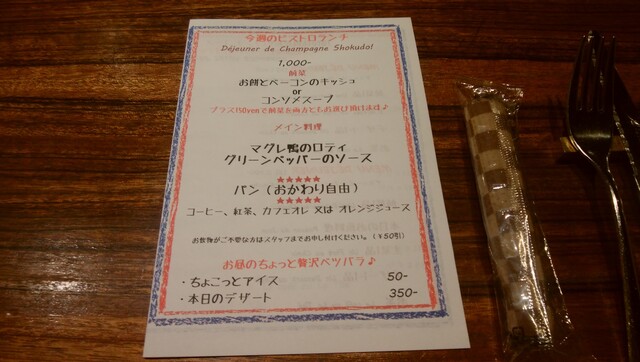 今週のビストロランチ
Déjeuner de Champagne Shokudo!
1,000-
前菜
お餅とベーコンのキッシュ
or
コンソメスープ
プラス150yenで前菜を両方ともお選び頂けます♪
メイン料理
マグレ鴨のロティ
グリーンペッパーのソース
★★★★★
パン（おかわり自由）
★★★★★
コーヒー、紅茶、カフェオレ 又は オレンジジュース
お飲物がご不要な方はスタッフまでお申し付けください。（¥50引）
お昼のちょっと贅沢ベツバラ♪
・ちょこっとアイス 50-
・本日のデザート 350-